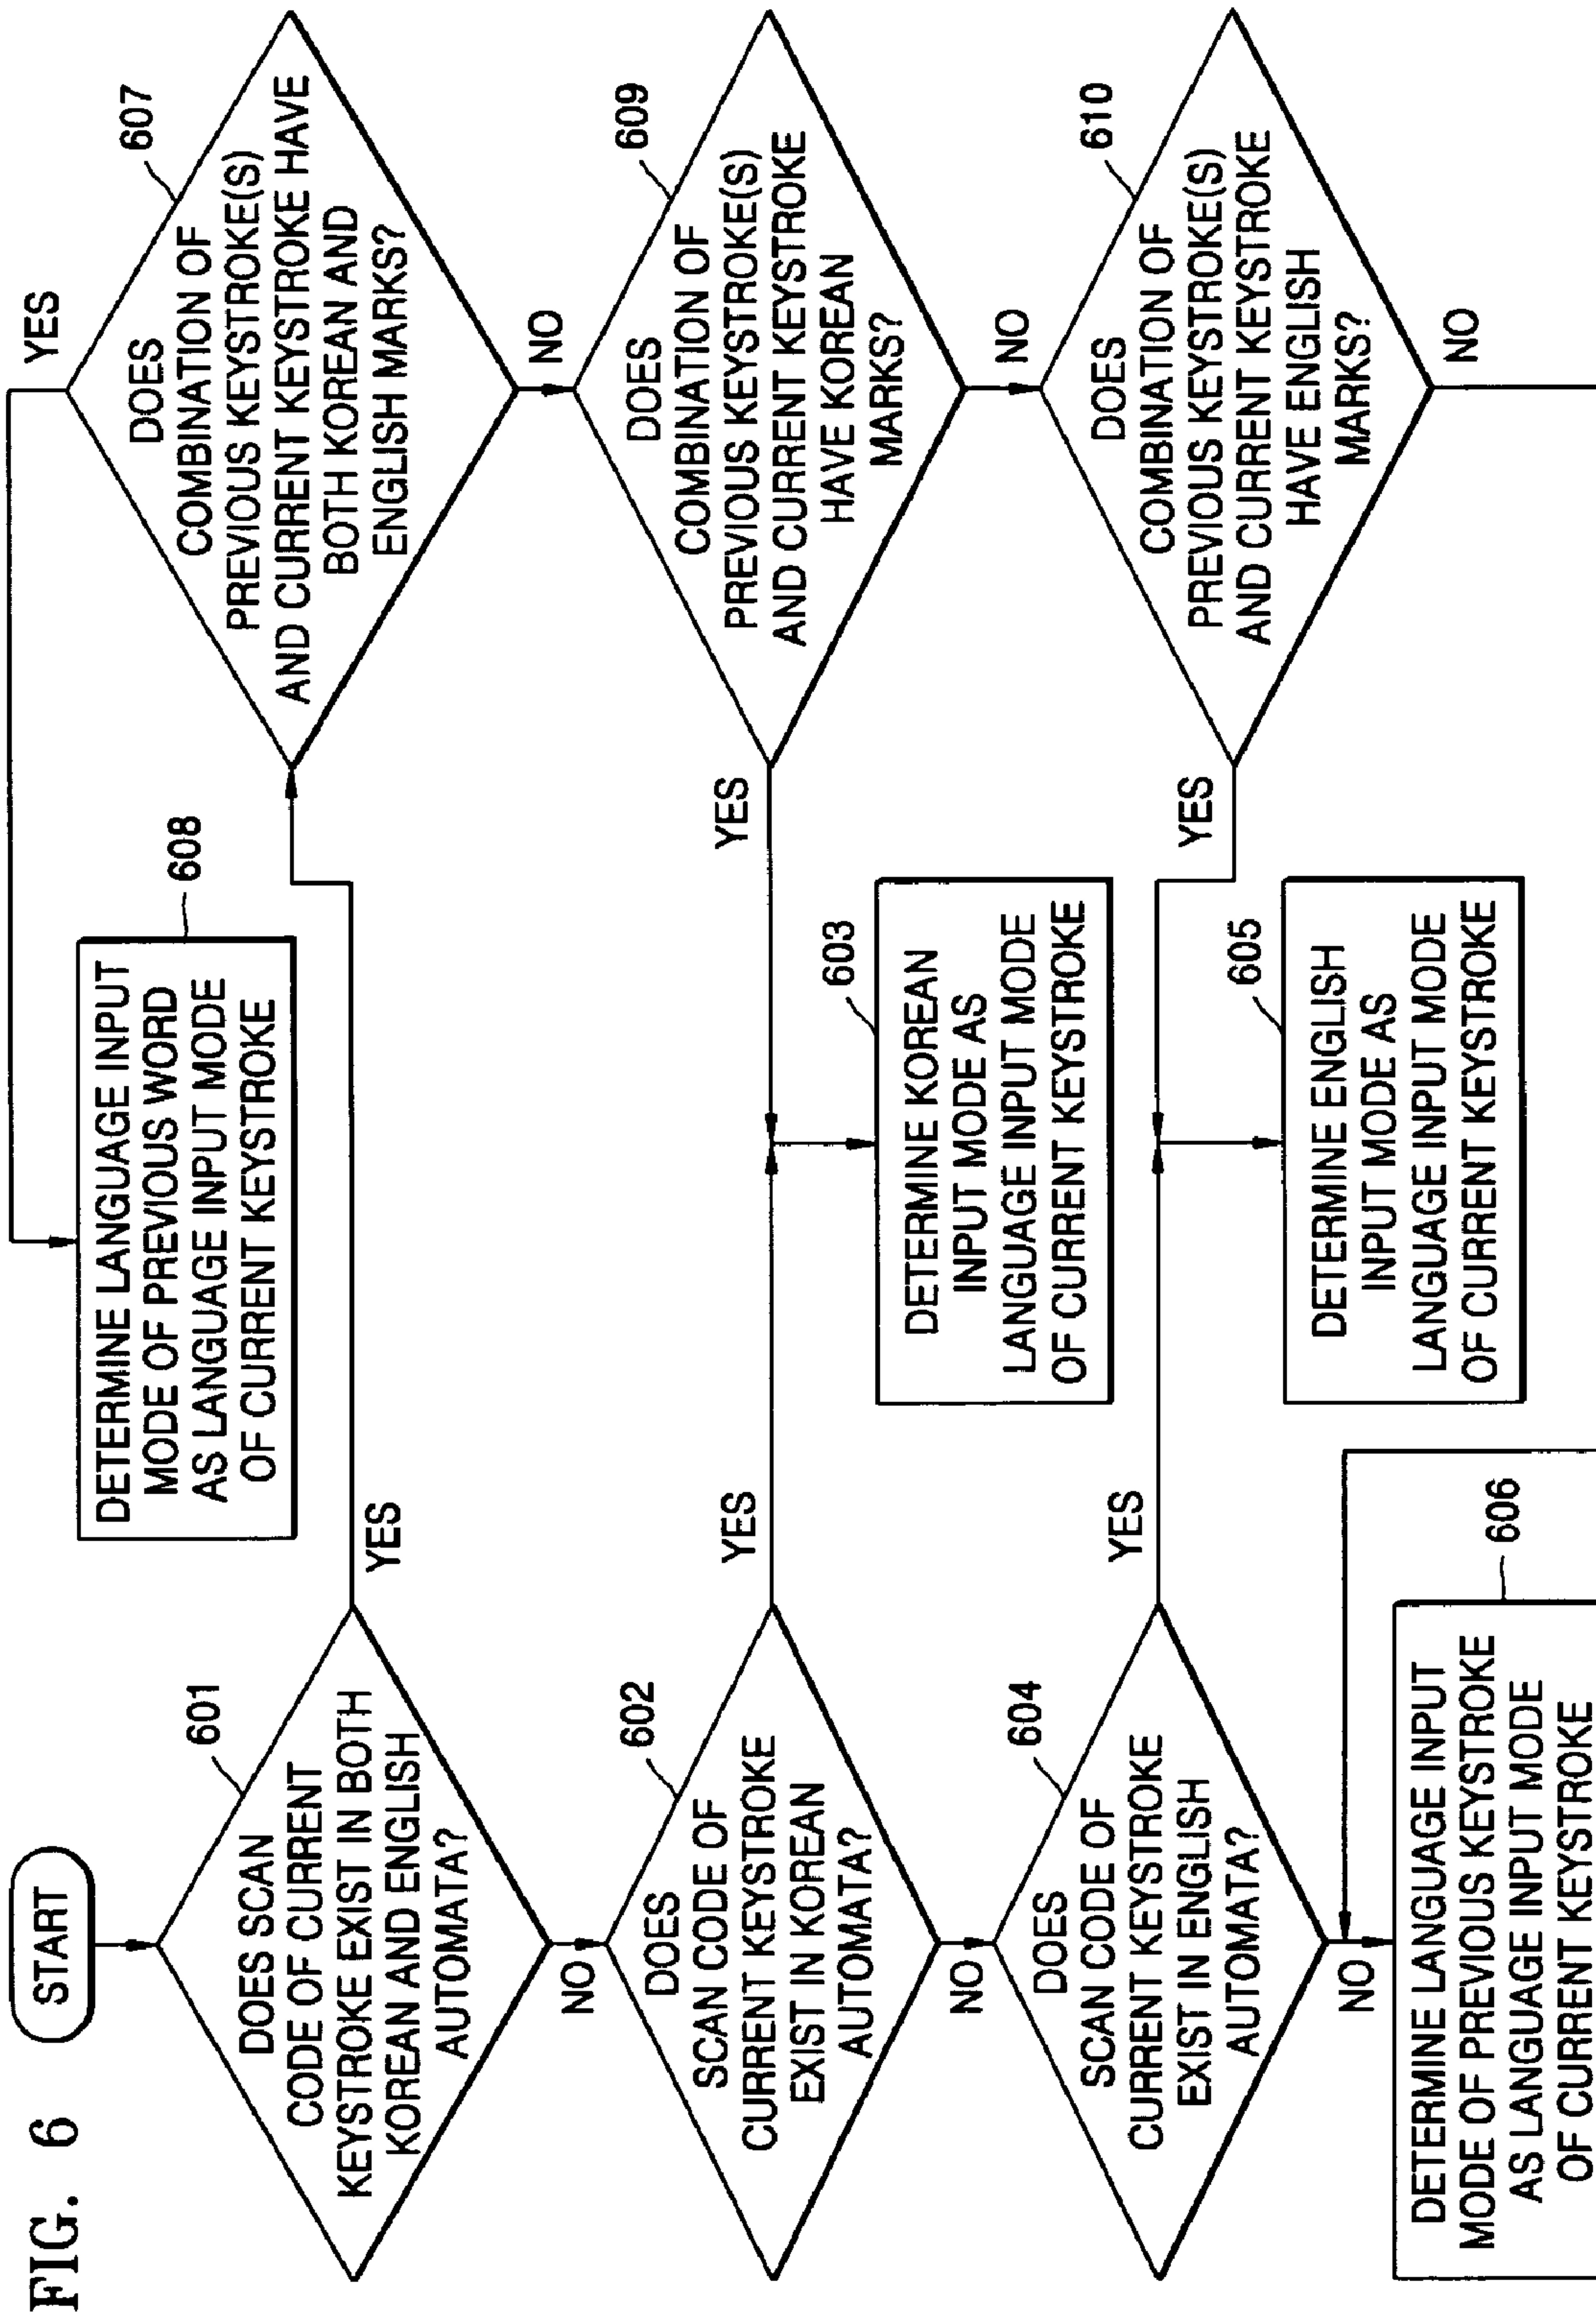 FIG. 6
START
601
DOES SCAN
CODE OF CURRENT
KEYSTROKE EXIST IN BOTH
KOREAN AND ENGLISH
AUTOMATA?
YES
NO
602
DOES
SCAN CODE OF
CURRENT KEYSTROKE
EXIST IN KOREAN
AUTOMATA?
YES
NO
604
DOES
SCAN CODE OF
CURRENT KEYSTROKE
EXIST IN ENGLISH
AUTOMATA?
YES
NO
606
DETERMINE LANGUAGE INPUT
MODE OF PREVIOUS KEYSTROKE
AS LANGUAGE INPUT MODE
OF CURRENT KEYSTROKE
608
DETERMINE LANGUAGE INPUT
MODE OF PREVIOUS WORD
AS LANGUAGE INPUT MODE
OF CURRENT KEYSTROKE
603
DETERMINE KOREAN
INPUT MODE AS
LANGUAGE INPUT MODE
OF CURRENT KEYSTROKE
605
DETERMINE ENGLISH
INPUT MODE AS
LANGUAGE INPUT MODE
OF CURRENT KEYSTROKE
YES
607
DOES
COMBINATION OF
PREVIOUS KEYSTROKE(S)
AND CURRENT KEYSTROKE HAVE
BOTH KOREAN AND
ENGLISH MARKS?
NO
609
DOES
COMBINATION OF
PREVIOUS KEYSTROKE(S)
AND CURRENT KEYSTROKE
HAVE KOREAN
MARKS?
YES
NO
610
DOES
COMBINATION OF
PREVIOUS KEYSTROKE(S)
AND CURRENT KEYSTROKE
HAVE ENGLISH
MARKS?
YES
NO